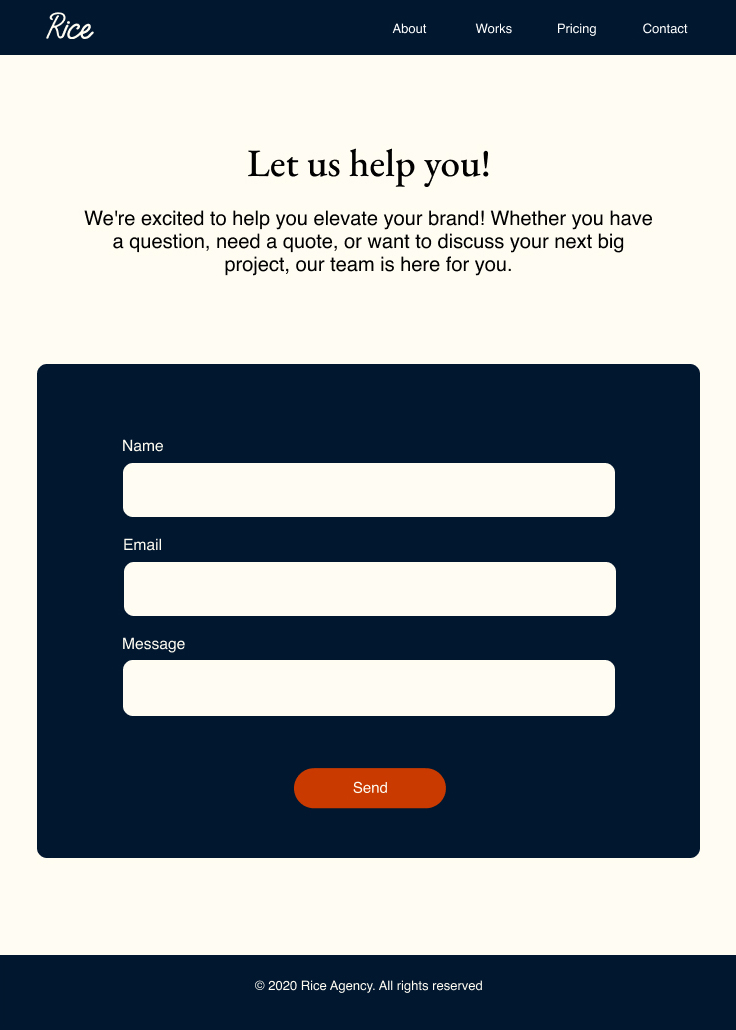 Rice
About Works Pricing Contact
Let us help you!
We're excited to help you elevate your brand! Whether you have
a question, need a quote, or want to discuss your next big
project, our team is here for you.
Name
Email
Message
Send
© 2020 Rice Agency. All rights reserved